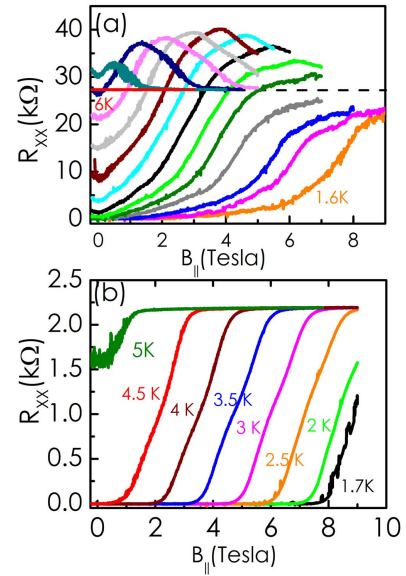 (a)
40
30
20
10
0
R_XX(kΩ)
6K
1.6K
0 2 4 6 8
B_||(Tesla)
(b)
2.5
2.0
1.5
1.0
0.5
0.0
R_XX(kΩ)
5K
4.5 K
4 K
3.5 K
3 K
2.5 K
2 K
1.7K
0 2 4 6 8 10
B_||(Tesla)